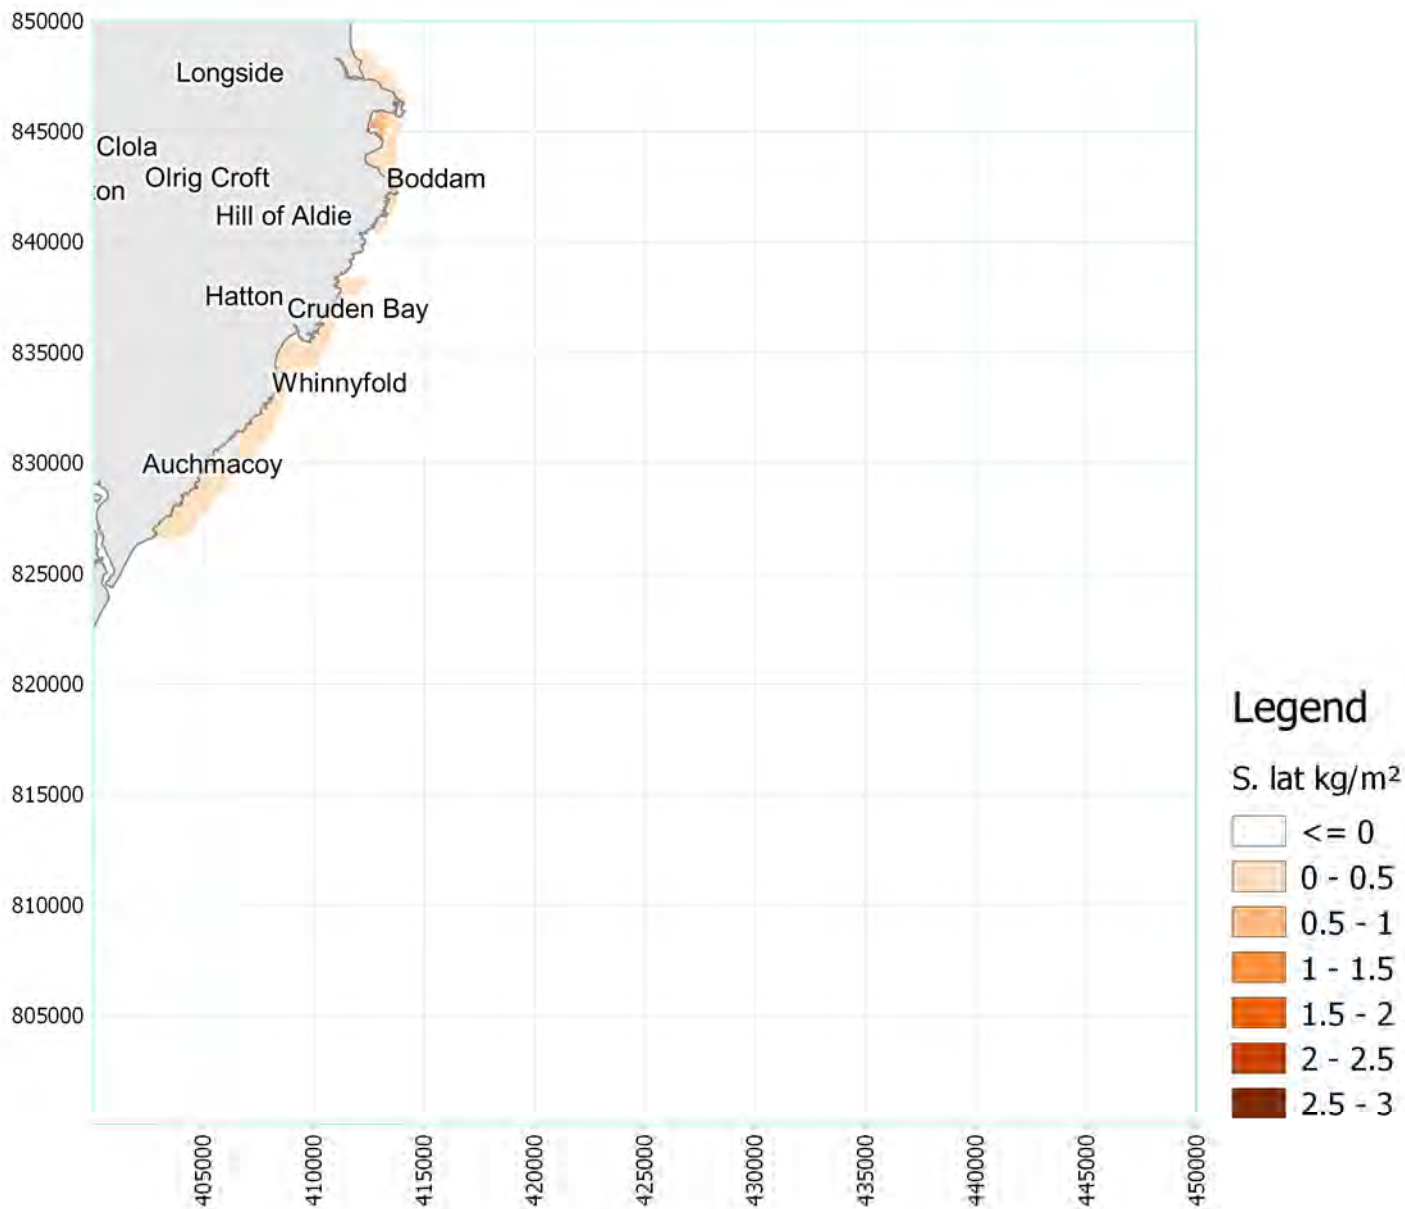 850000
Longside
845000
Clola
Olrig Croft
Boddam
ton
Hill of Aldie
840000
Hatton
Cruden Bay
835000
Whinnyfold
830000
Auchmacoy
825000
820000
815000
810000
805000
405000
410000
415000
420000
425000
430000
435000
440000
445000
450000
Legend
S. lat kg/m²
<= 0
0 - 0.5
0.5 - 1
1 - 1.5
1.5 - 2
2 - 2.5
2.5 - 3